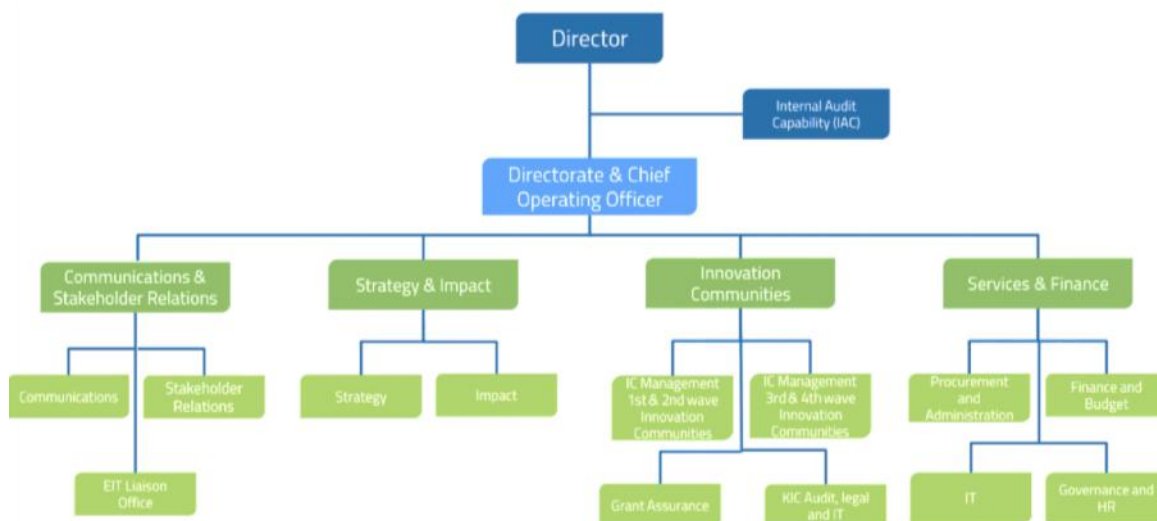 Director
Internal Audit
Capability (IAC)
Directorate & Chief
Operating Officer
Communications &
Stakeholder Relations
Strategy & Impact
Innovation
Communities
Services & Finance
Communications
Stakeholder
Relations
Strategy
Impact
IC Management
1st & 2nd wave
Innovation
Communities
IC Management
3rd & 4th wave
Innovation
Communities
Procurement
and
Administration
Finance and
Budget
EIT Liaison
Office
Grant Assurance
KIC Audit, legal
and IT
IT
Governance and
HR